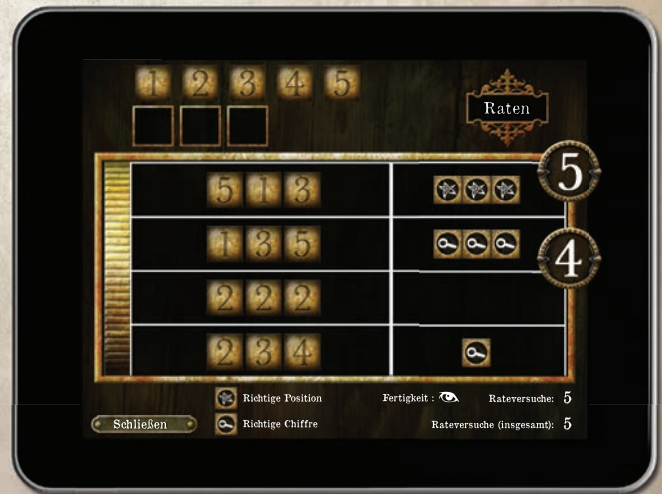 1 2 3 4 5
Raten
5 1 3
5
1 3 5
4
2 2 2
2 3 4
Richtige Position
Fertigkeit :
Rateversuche: 5
Schließen
Richtige Chiffre
Rateversuche (insgesamt): 5